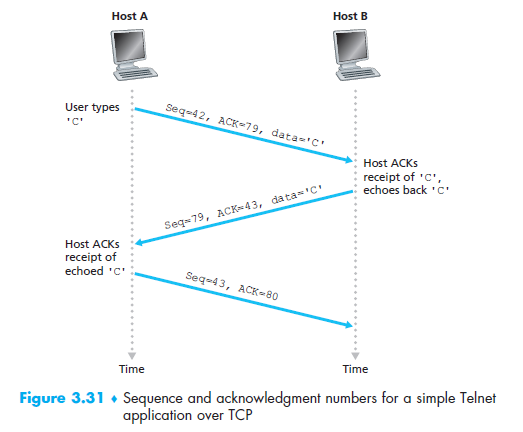 Host A
Host B
User types
'C'
Seq=42, ACK=79, data='C'
Host ACKs
receipt of 'C',
echoes back 'C'
Seq=79, ACK=43, data='C'
Host ACKs
receipt of
echoed 'C'
Seq=43, ACK=80
Time
Time
Figure 3.31 ♦ Sequence and acknowledgment numbers for a simple Telnet
application over TCP